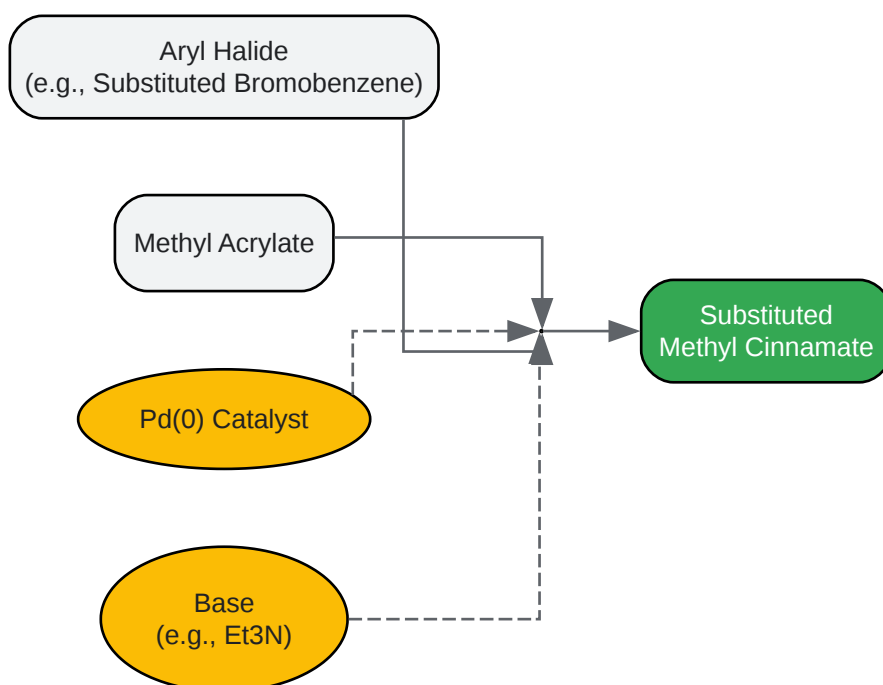 Aryl Halide
(e.g., Substituted Bromobenzene)
Methyl Acrylate
Substituted
Methyl Cinnamate
Pd(0) Catalyst
Base
(e.g., Et3N)